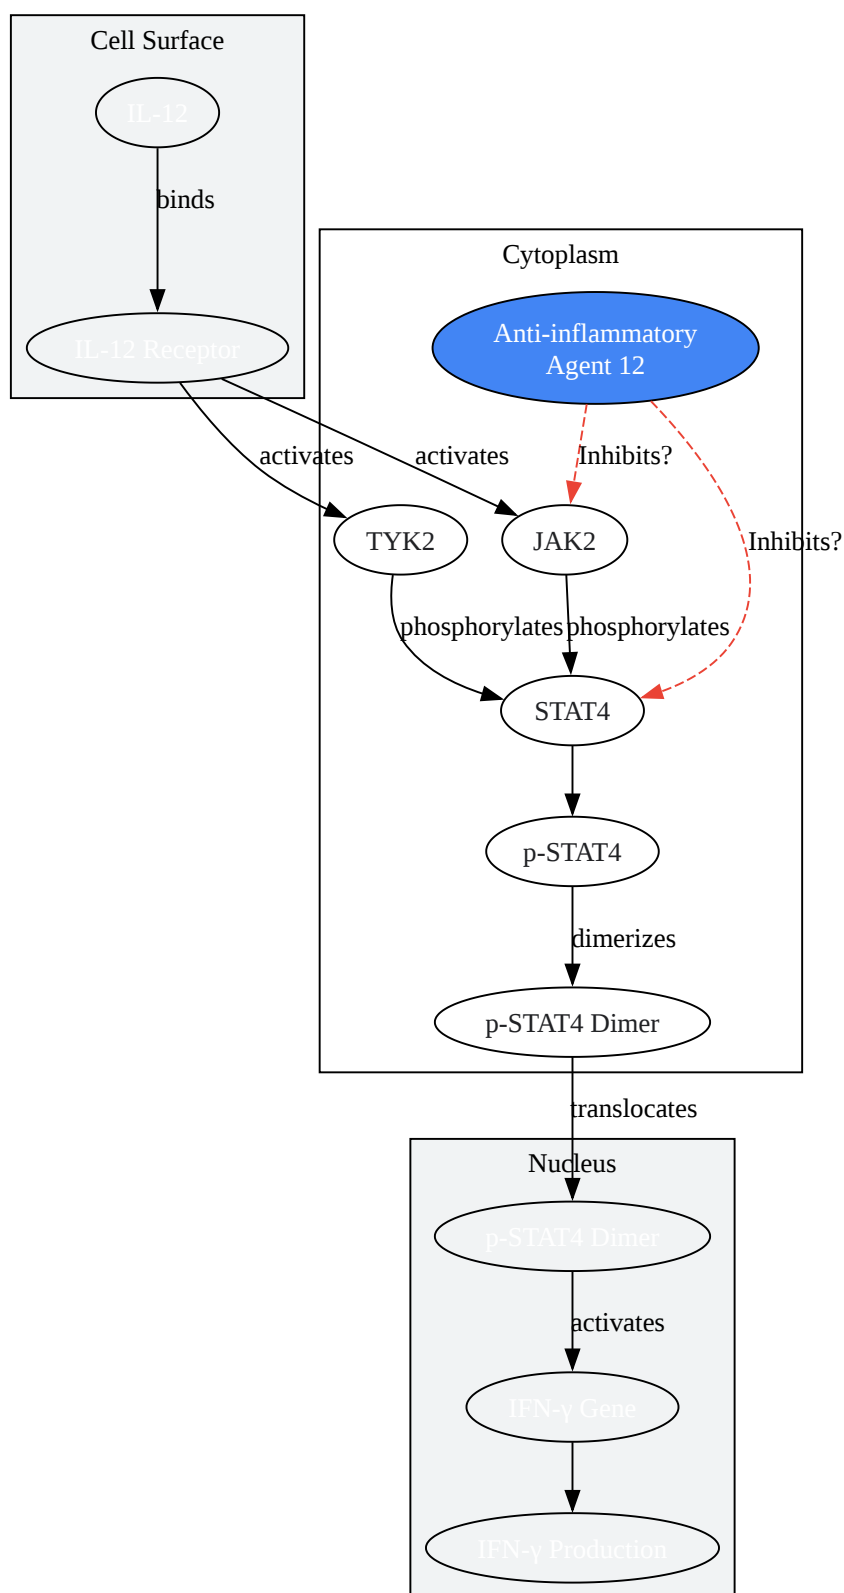 Cell Surface
IL-12
binds
IL-12 Receptor
Cytoplasm
Anti-inflammatory
Agent 12
activates
activates
Inhibits?
TYK2
JAK2
Inhibits?
phosphorylates
phosphorylates
STAT4
p-STAT4
dimerizes
p-STAT4 Dimer
translocates
Nucleus
p-STAT4 Dimer
activates
IFN-γ Gene
IFN-γ Production